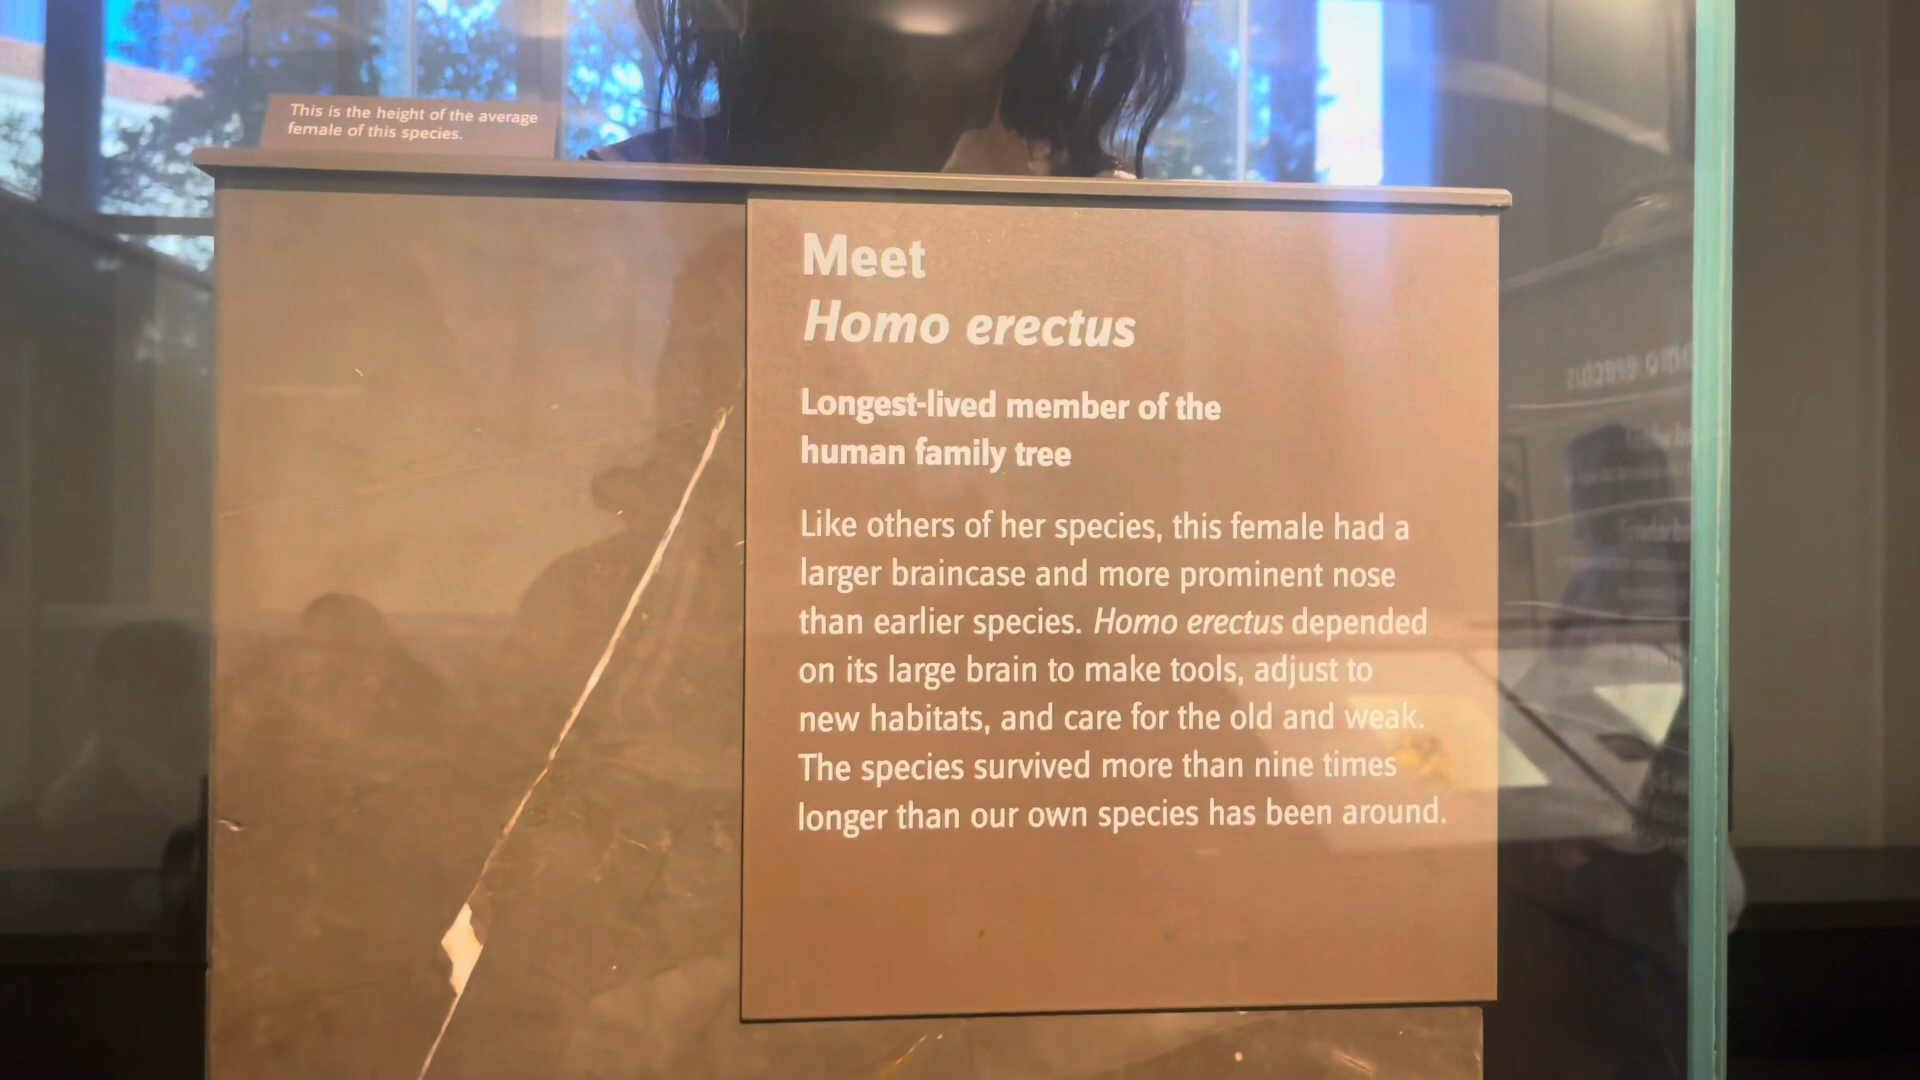 This is the height of the average
female of this species.
Meet
Homo erectus
Longest-lived member of the
human family tree
Like others of her species, this female had a
larger braincase and more prominent nose
than earlier species. Homo erectus depended
on its large brain to make tools, adjust to
new habitats, and care for the old and weak.
The species survived more than nine times
longer than our own species has been around.